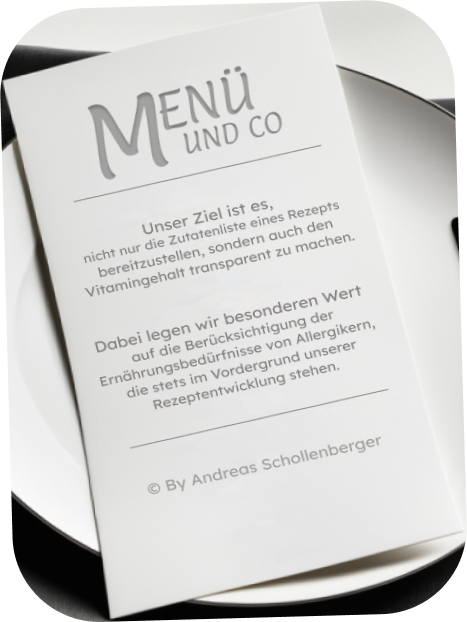 MENÜ
UND CO
Unser Ziel ist es,
nicht nur die Zutatenliste eines Rezepts
bereitzustellen, sondern auch den
Vitamingehalt transparent zu machen.
Dabei legen wir besonderen Wert
auf die Berücksichtigung der
Ernährungsbedürfnisse von Allergikern,
die stets im Vordergrund unserer
Rezeptentwicklung stehen.
© By Andreas Schollenberger